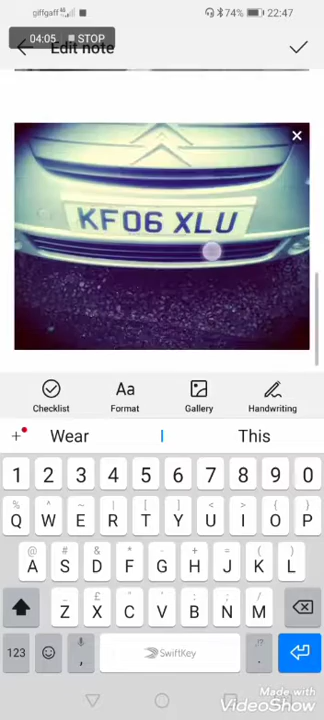 giffgaff 74% 22:47
04:05 STOP
Edit note
KF06 XLU
Checklist Format Gallery Handwriting
+ Wear I This
1 2 3 4 5 6 7 8 9 0
% ^ ~ | [ ] < > { }
Q W E R T Y U I O P
@ # & * - + = ( )
A S D F G H J K L
£ " ' : ; /
Z X C V B N M
123 , SwiftKey .
Made with
VideoShow